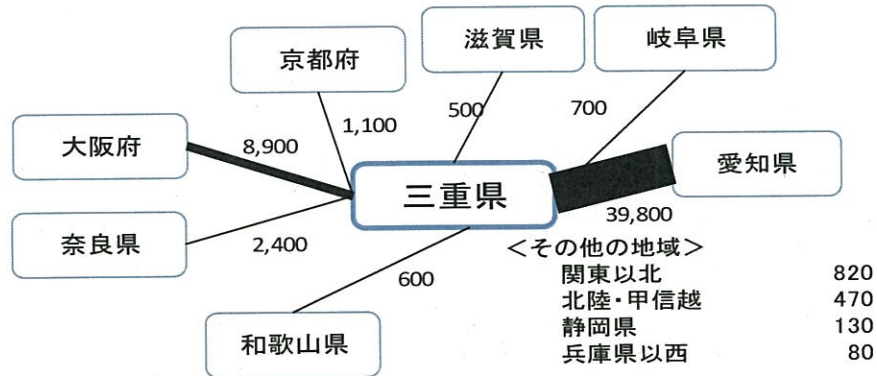 滋賀県
岐阜県
京都府
500
700
1,100
大阪府
8,900
愛知県
三重県
39,800
奈良県
2,400
600
和歌山県
＜その他の地域＞
関東以北 820
北陸・甲信越 470
静岡県 130
兵庫県以西 80